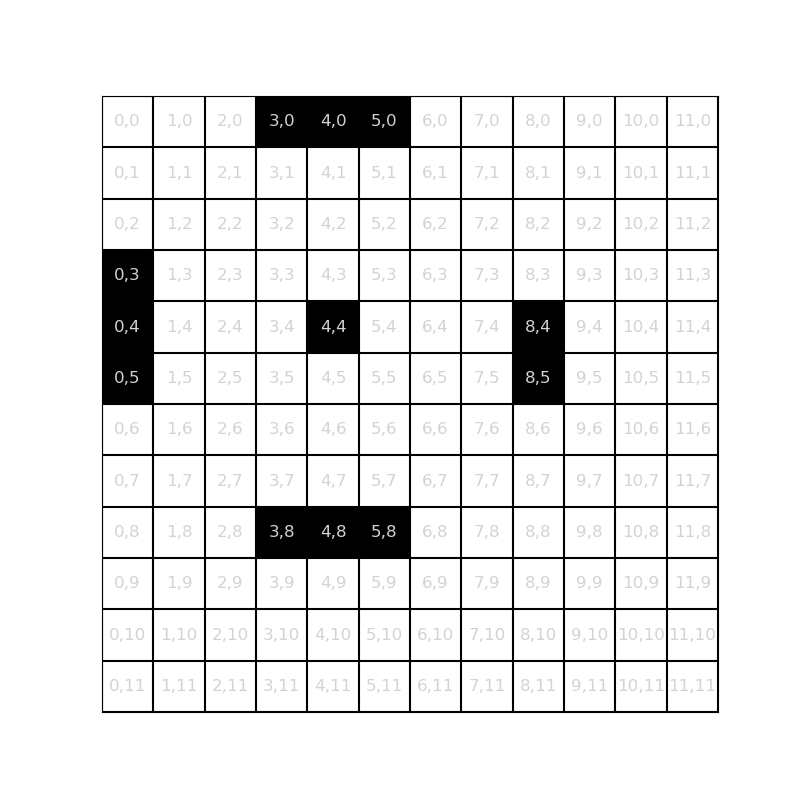 0,0 1,0 2,0 3,0 4,0 5,0 6,0 7,0 8,0 9,0 10,0 11,0
0,1 1,1 2,1 3,1 4,1 5,1 6,1 7,1 8,1 9,1 10,1 11,1
0,2 1,2 2,2 3,2 4,2 5,2 6,2 7,2 8,2 9,2 10,2 11,2
0,3 1,3 2,3 3,3 4,3 5,3 6,3 7,3 8,3 9,3 10,3 11,3
0,4 1,4 2,4 3,4 4,4 5,4 6,4 7,4 8,4 9,4 10,4 11,4
0,5 1,5 2,5 3,5 4,5 5,5 6,5 7,5 8,5 9,5 10,5 11,5
0,6 1,6 2,6 3,6 4,6 5,6 6,6 7,6 8,6 9,6 10,6 11,6
0,7 1,7 2,7 3,7 4,7 5,7 6,7 7,7 8,7 9,7 10,7 11,7
0,8 1,8 2,8 3,8 4,8 5,8 6,8 7,8 8,8 9,8 10,8 11,8
0,9 1,9 2,9 3,9 4,9 5,9 6,9 7,9 8,9 9,9 10,9 11,9
0,10 1,10 2,10 3,10 4,10 5,10 6,10 7,10 8,10 9,10 10,10 11,10
0,11 1,11 2,11 3,11 4,11 5,11 6,11 7,11 8,11 9,11 10,11 11,11